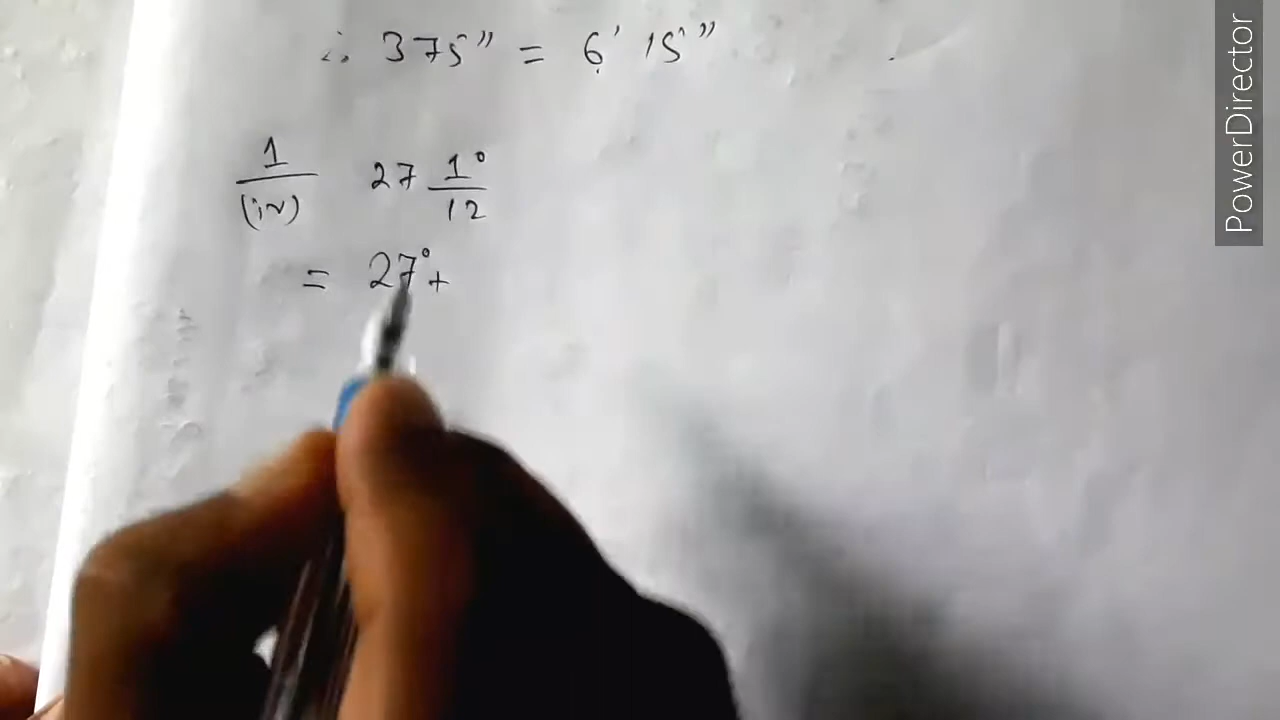 ∴ 375" = 6' 15"
1/(iv) 27 1°/12
= 27° +
PowerDirector